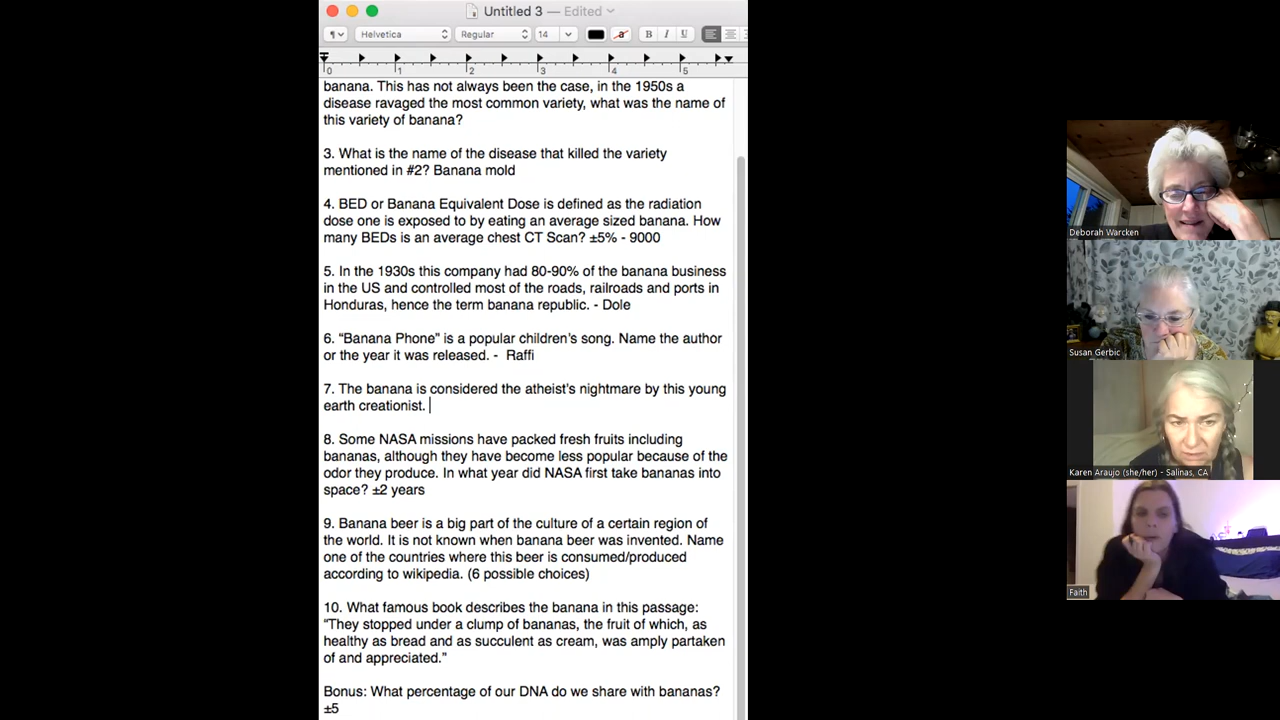 Untitled 3 — Edited
¶ Helvetica Regular 14 a B I U
0 1 2 3 4 5
banana. This has not always been the case, in the 1950s a
disease ravaged the most common variety, what was the name of
this variety of banana?
3. What is the name of the disease that killed the variety
mentioned in #2? Banana mold
4. BED or Banana Equivalent Dose is defined as the radiation
dose one is exposed to by eating an average sized banana. How
many BEDs is an average chest CT Scan? ±5% - 9000
5. In the 1930s this company had 80-90% of the banana business
in the US and controlled most of the roads, railroads and ports in
Honduras, hence the term banana republic. - Dole
6. “Banana Phone” is a popular children’s song. Name the author
or the year it was released. - Raffi
7. The banana is considered the atheist’s nightmare by this young
earth creationist.
8. Some NASA missions have packed fresh fruits including
bananas, although they have become less popular because of the
odor they produce. In what year did NASA first take bananas into
space? ±2 years
9. Banana beer is a big part of the culture of a certain region of
the world. It is not known when banana beer was invented. Name
one of the countries where this beer is consumed/produced
according to wikipedia. (6 possible choices)
10. What famous book describes the banana in this passage:
“They stopped under a clump of bananas, the fruit of which, as
healthy as bread and as succulent as cream, was amply partaken
of and appreciated.”
Bonus: What percentage of our DNA do we share with bananas?
±5
Deborah Warcken
Susan Gerbic
Karen Araujo (she/her) - Salinas, CA
Faith